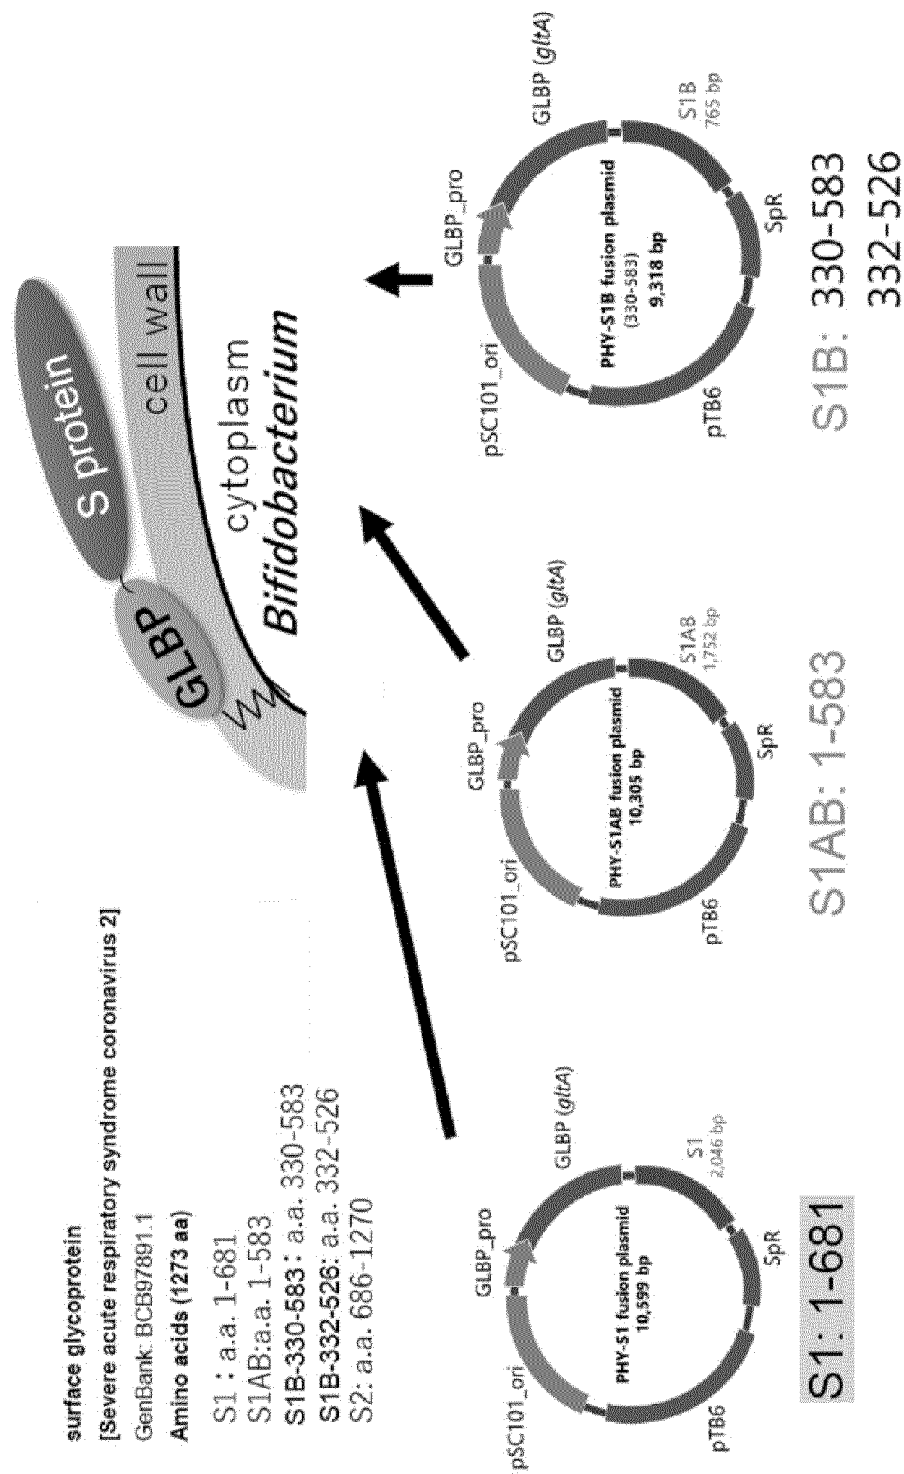 surface glycoprotein
[Severe acute respiratory syndrome coronavirus 2]
GenBank: BCB97891.1
Amino acids (1273 aa)
S1 : a.a. 1-681
S1AB:a.a. 1-583
S1B-330-583 : a.a. 330-583
S1B-332-526: a.a. 332-526
S2: a.a. 686-1270
S protein
GLBP
cell wall
cytoplasm
Bifidobacterium
pSC101_ori
GLBP_pro
GLBP (gltA)
PHY-S1 fusion plasmid
10,599 bp
S1
2,046 bp
pTB6
SpR
S1: 1-681
pSC101_ori
GLBP_pro
GLBP (gltA)
PHY-S1AB fusion plasmid
10,305 bp
S1AB
1,752 bp
pTB6
SpR
S1AB: 1-583
pSC101_ori
GLBP_pro
GLBP (gltA)
PHY-S1B fusion plasmid
(330-583)
9,318 bp
S1B
765 bp
pTB6
SpR
S1B: 330-583
332-526